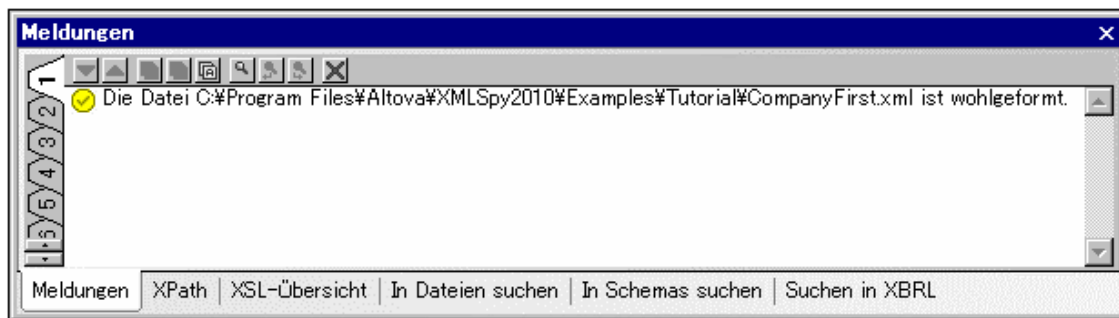 Meldungen
Die Datei C:¥Program Files¥Altova¥XMLSpy2010¥Examples¥Tutorial¥CompanyFirst.xml ist wohlgeformt.
1
2
3
4
5
6
Meldungen | XPath | XSL-Übersicht | In Dateien suchen | In Schemas suchen | Suchen in XBRL